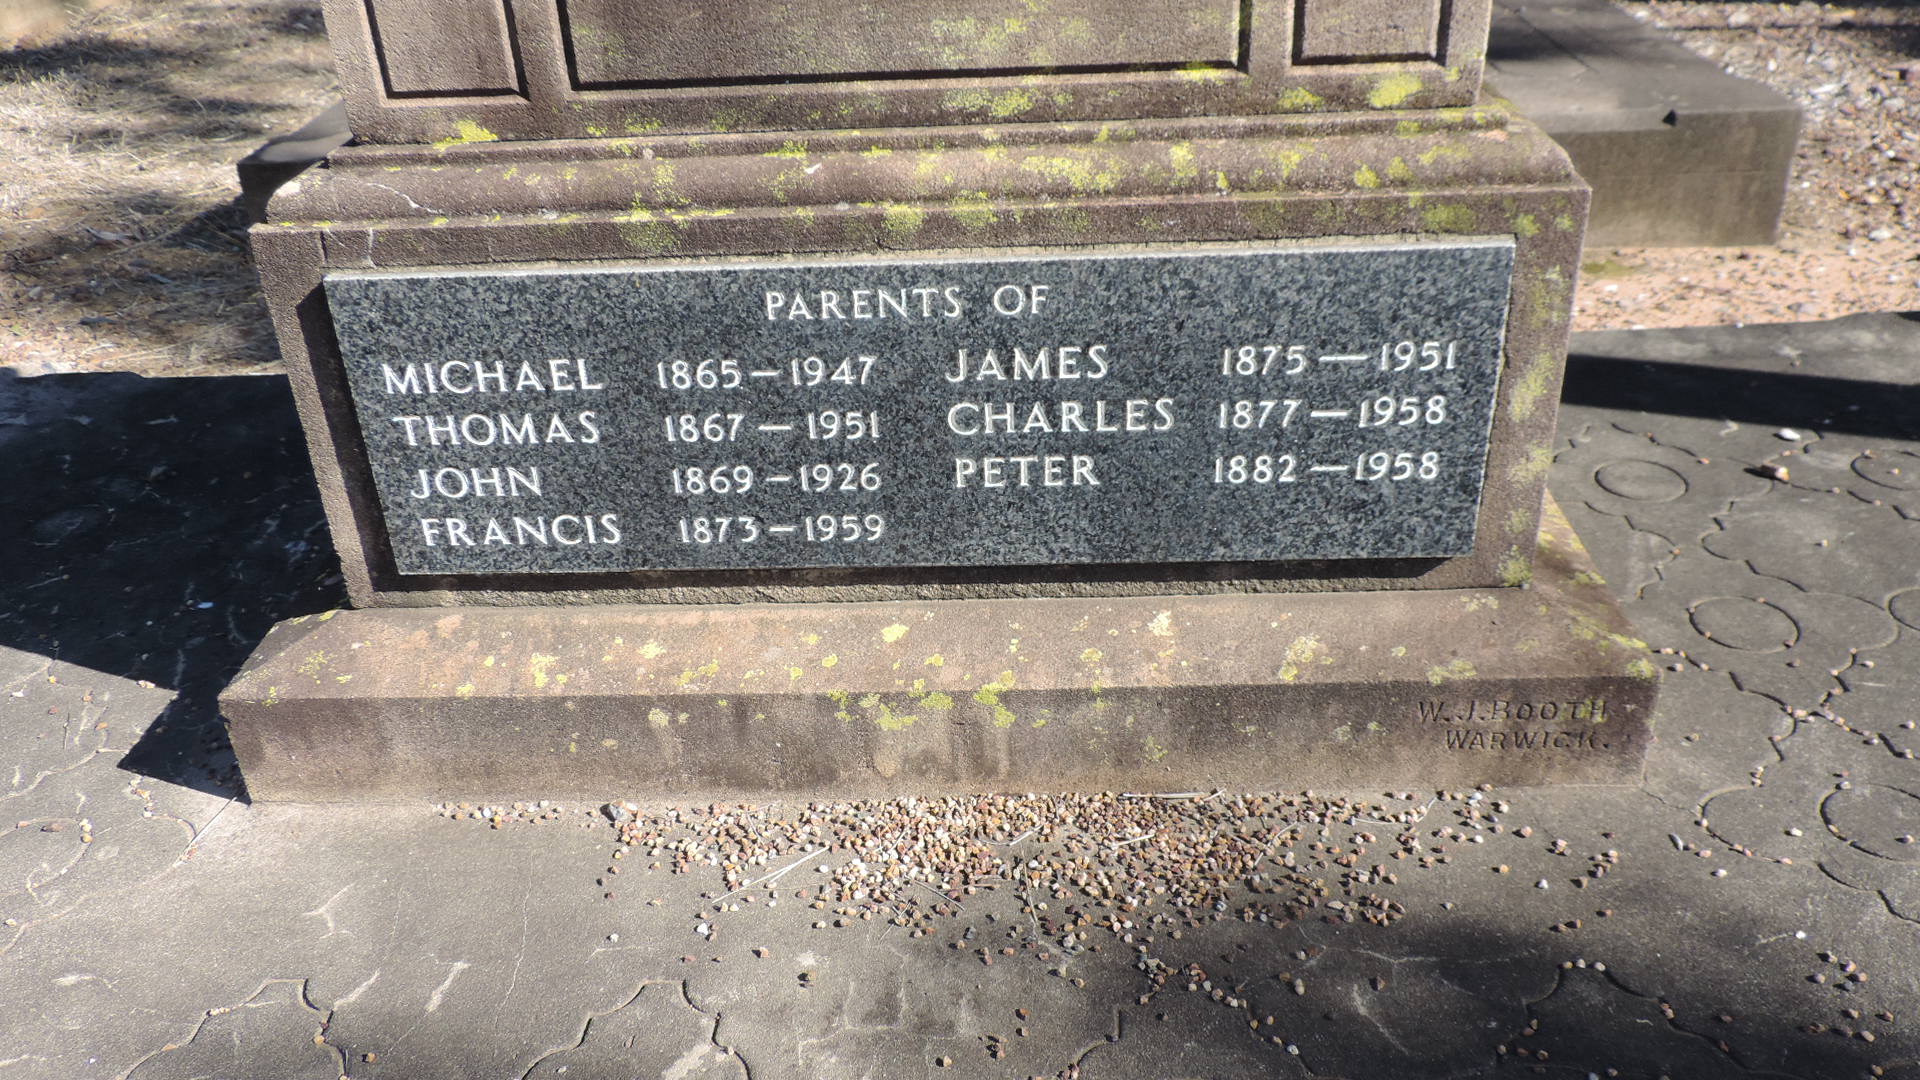 PARENTS OF
MICHAEL 1865 – 1947 JAMES 1875 — 1951
THOMAS 1867 — 1951 CHARLES 1877 — 1958
JOHN 1869 – 1926 PETER 1882 — 1958
FRANCIS 1873 – 1959
W. J. BOOTH
WARWICK.